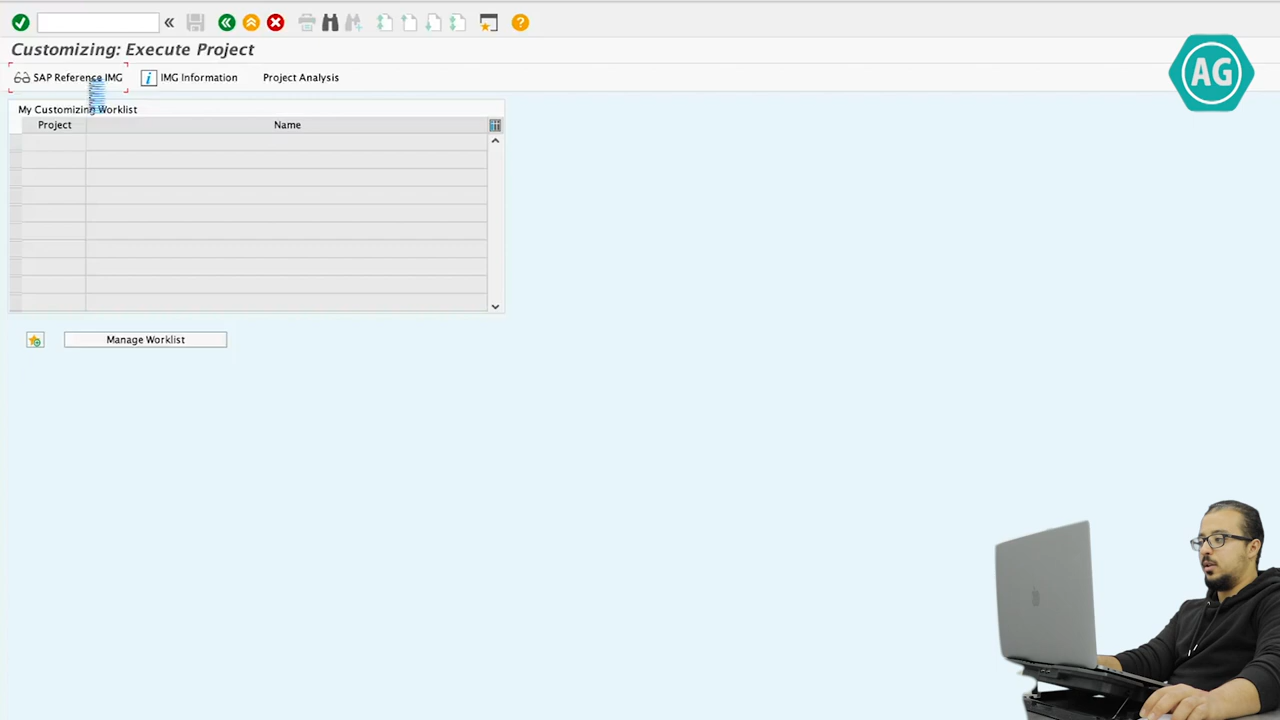 Customizing: Execute Project
SAP Reference IMG
IMG Information
Project Analysis
AG
My Customizing Worklist
Project
Name
Manage Worklist